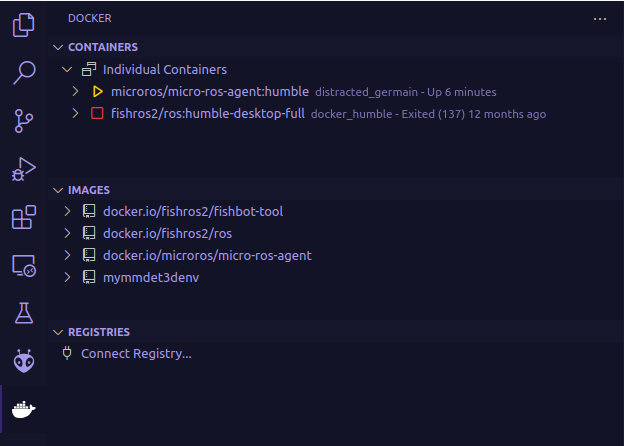 DOCKER
CONTAINERS
Individual Containers
microros/micro-ros-agent:humble distracted_germain - Up 6 minutes
fishros2/ros:humble-desktop-full docker_humble - Exited (137) 12 months ago
IMAGES
docker.io/fishros2/fishbot-tool
docker.io/fishros2/ros
docker.io/microros/micro-ros-agent
mymmdet3denv
REGISTRIES
Connect Registry...